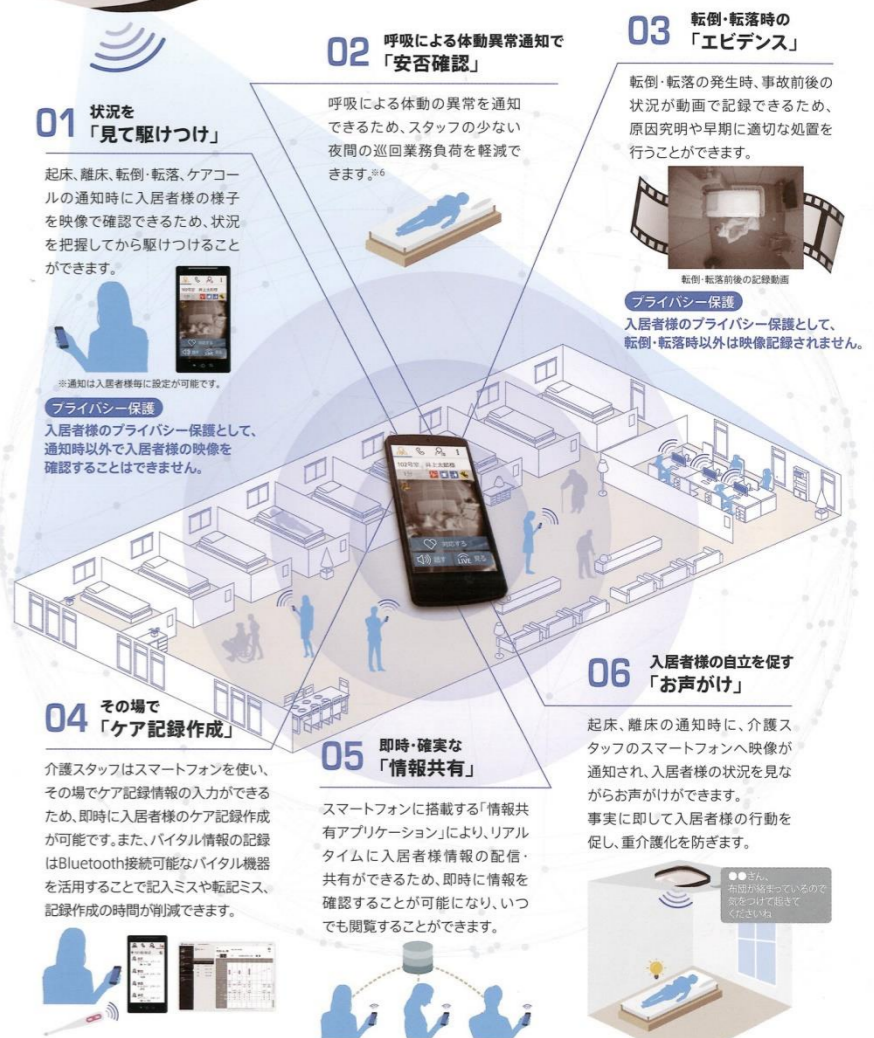 01 状況を
「見て駆けつけ」
起床、離床、転倒・転落、ケアコー
ルの通知時に入居者様の様子
を映像で確認できるため、状況
を把握してから駆けつけること
ができます。
※通知は入居者様毎に設定が可能です。
プライバシー保護
入居者様のプライバシー保護として、
通知時以外で入居者様の映像を
確認することはできません。
02 呼吸による体動異常通知で
「安否確認」
呼吸による体動の異常を通知
できるため、スタッフの少ない
夜間の巡回業務負荷を軽減で
きます。※6
03 転倒・転落時の
「エビデンス」
転倒・転落の発生時、事故前後の
状況が動画で記録できるため、
原因究明や早期に適切な処置を
行うことができます。
転倒・転落前後の記録動画
プライバシー保護
入居者様のプライバシー保護として、
転倒・転落時以外は映像記録されません。
102号室
対応する
話す
LIVE 見る
04 その場で
「ケア記録作成」
介護スタッフはスマートフォンを使い、
その場でケア記録情報の入力ができる
ため、即時に入居者様のケア記録作成
が可能です。また、バイタル情報の記録
はBluetooth接続可能なバイタル機器
を活用することで記入ミスや転記ミス、
記録作成の時間が削減できます。
05 即時・確実な
「情報共有」
スマートフォンに搭載する「情報共
有アプリケーション」により、リアル
タイムに入居者様情報の配信・
共有ができるため、即時に情報を
確認することが可能になり、いつ
でも閲覧することができます。
06 入居者様の自立を促す
「お声がけ」
起床、離床の通知時に、介護ス
タッフのスマートフォンへ映像が
通知され、入居者様の状況を見な
がらお声がけができます。
事実に即して入居者様の行動を
促し、重介護化を防ぎます。
●●さん、
布団が絡まっているので
気をつけて起きて
くださいね